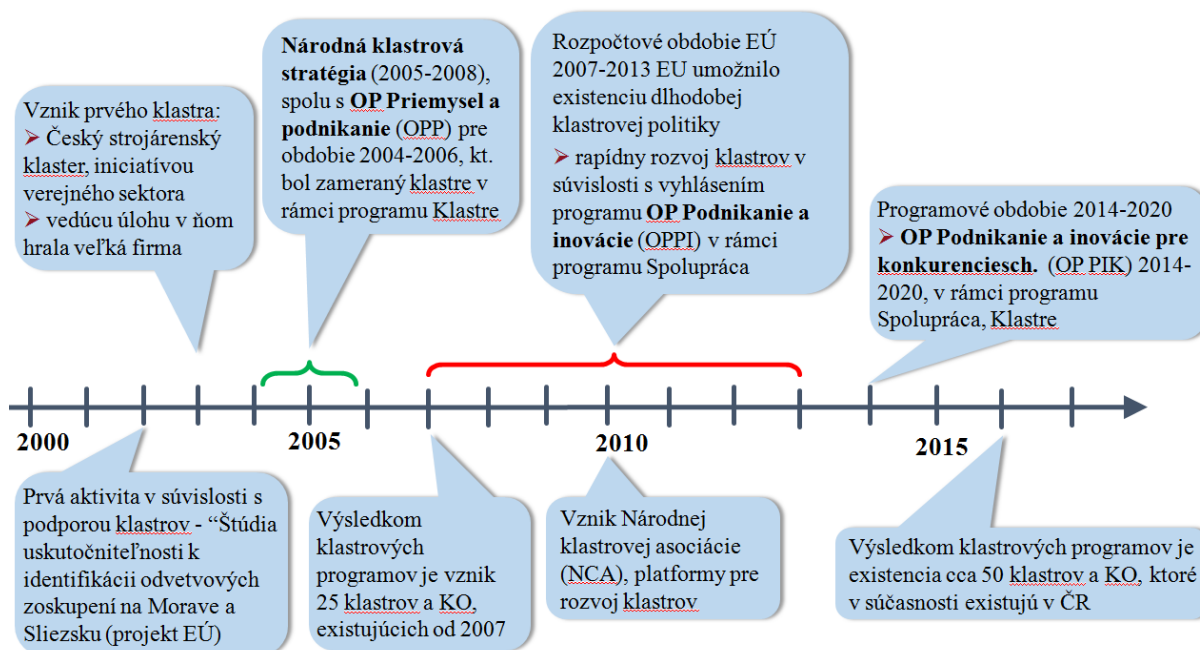 Vznik prvého klastra:
➢ Český strojárenský
klaster, iniciatívou
verejného sektora
➢ vedúcu úlohu v ňom
hrala veľká firma
Národná klastrová
stratégia (2005-2008),
spolu s OP Priemysel a
podnikanie (OPP) pre
obdobie 2004-2006, kt.
bol zameraný klastre v
rámci programu Klastre
Rozpočtové obdobie EÚ
2007-2013 EU umožnilo
existenciu dlhodobej
klastrovej politiky
➢ rapídny rozvoj klastrov v
súvislosti s vyhlásením
programu OP Podnikanie a
inovácie (OPPI) v rámci
programu Spolupráca
Programové obdobie 2014-2020
➢ OP Podnikanie a inovácie pre
konkurenciesch. (OP PIK) 2014-
2020, v rámci programu
Spolupráca, Klastre
2000
2005
2010
2015
Prvá aktivita v súvislosti s
podporou klastrov - “Štúdia
uskutočniteľnosti k
identifikácii odvetvových
zoskupení na Morave a
Sliezsku (projekt EÚ)
Výsledkom
klastrových
programov je vznik
25 klastrov a KO,
existujúcich od 2007
Vznik Národnej
klastrovej asociácie
(NCA), platformy pre
rozvoj klastrov
Výsledkom klastrových programov je
existencia cca 50 klastrov a KO, ktoré
v súčasnosti existujú v ČR